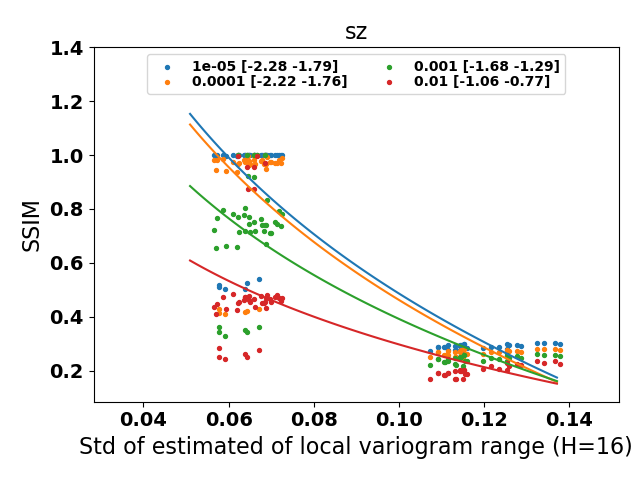 sz
1e-05 [-2.28 -1.79]
0.0001 [-2.22 -1.76]
0.001 [-1.68 -1.29]
0.01 [-1.06 -0.77]
SSIM
1.4
1.2
1.0
0.8
0.6
0.4
0.2
0.04 0.06 0.08 0.10 0.12 0.14
Std of estimated of local variogram range (H=16)